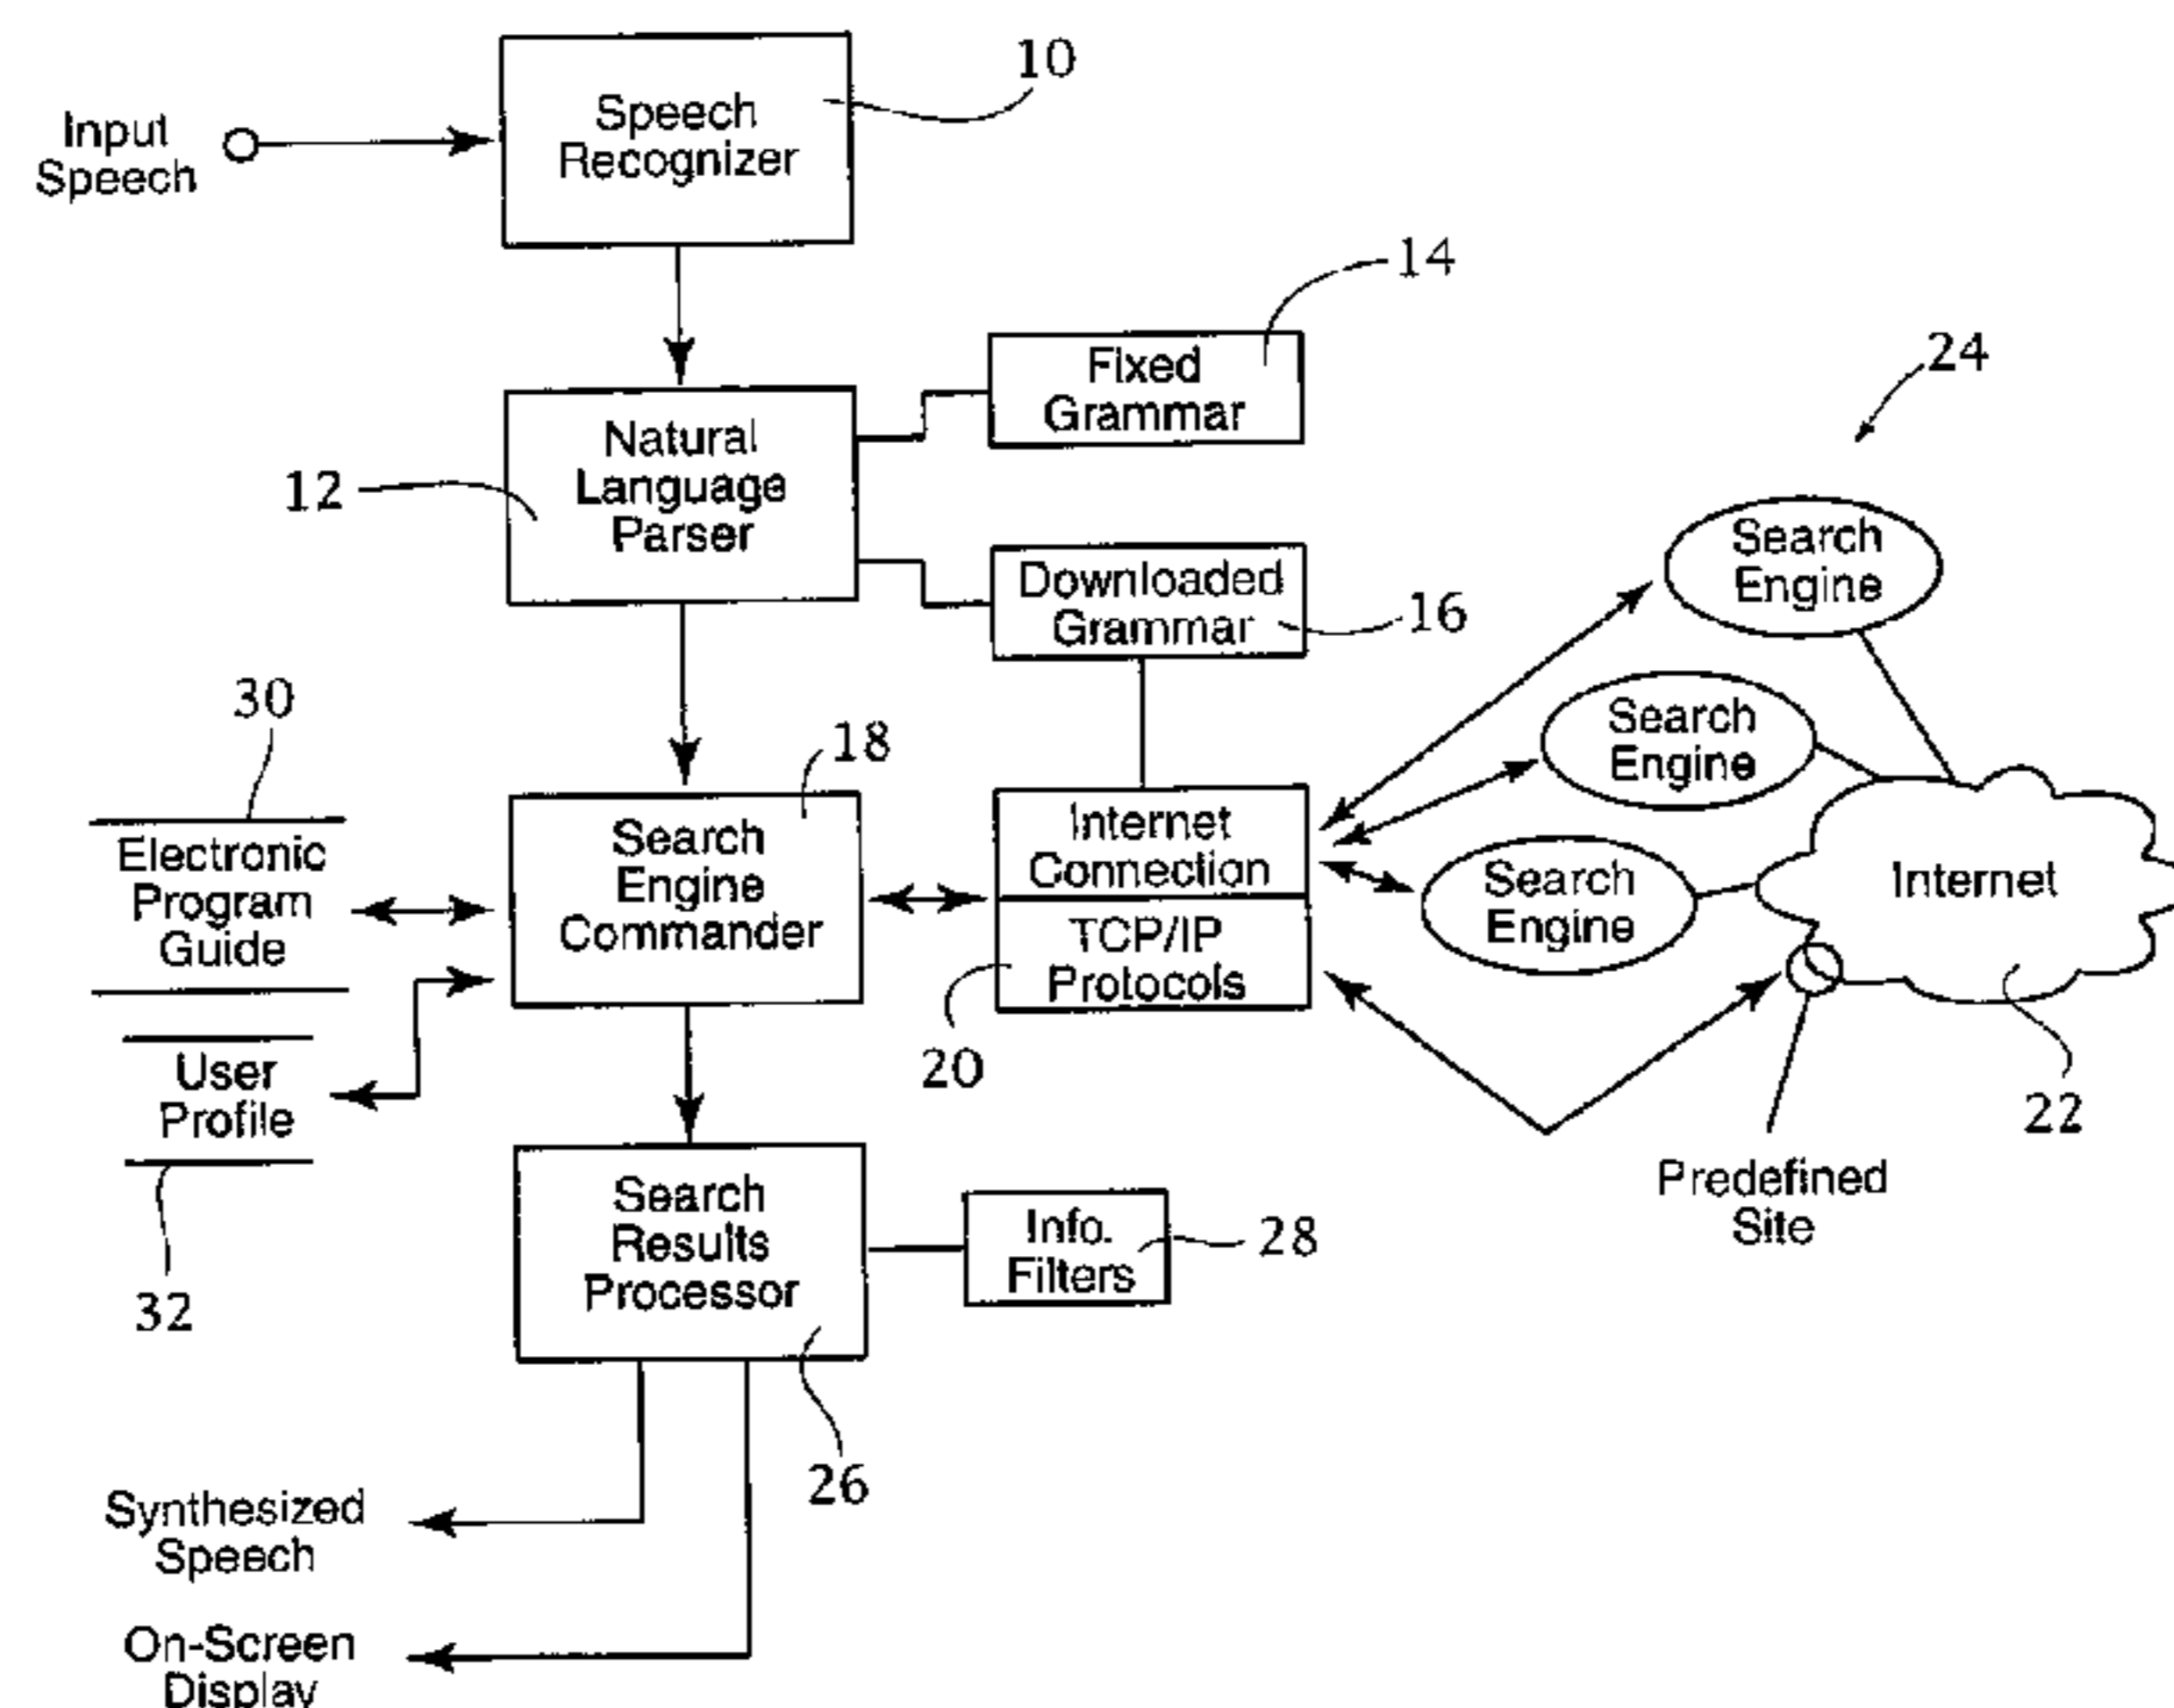 10
Input
Speech
Speech
Recognizer
14
Fixed
Grammar
24
Natural
Language
Parser
12
Search
Engine
Downloaded
Grammar
16
30
18
Search
Engine
Electronic
Program
Guide
Search
Engine
Commander
Internet
Connection
TCP/IP
Protocols
Search
Engine
Internet
20
22
User
Profile
32
Search
Results
Processor
Info.
Filters
28
Predefined
Site
26
Synthesized
Speech
On-Screen
Display